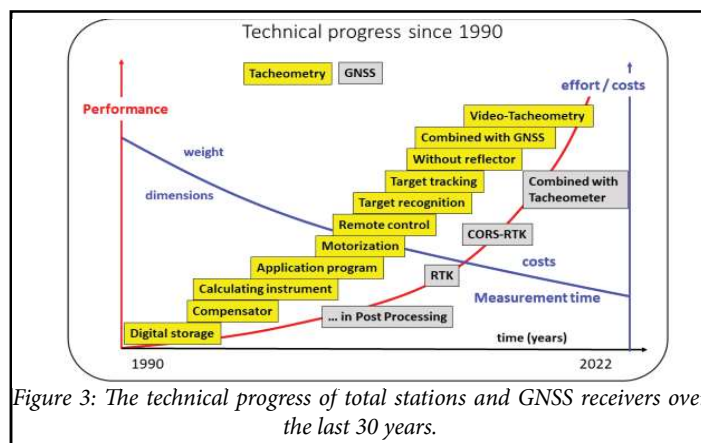 Technical progress since 1990
Tacheometry GNSS
Performance
effort / costs
Video-Tacheometry
Combined with GNSS
weight
Without reflector
Target tracking
Combined with
Tacheometer
dimensions
Target recognition
Remote control
CORS-RTK
Motorization
costs
Application program
RTK
Calculating instrument
Measurement time
Compensator
... in Post Processing
Digital storage
time (years)
1990
2022
Figure 3: The technical progress of total stations and GNSS receivers ove
the last 30 years.